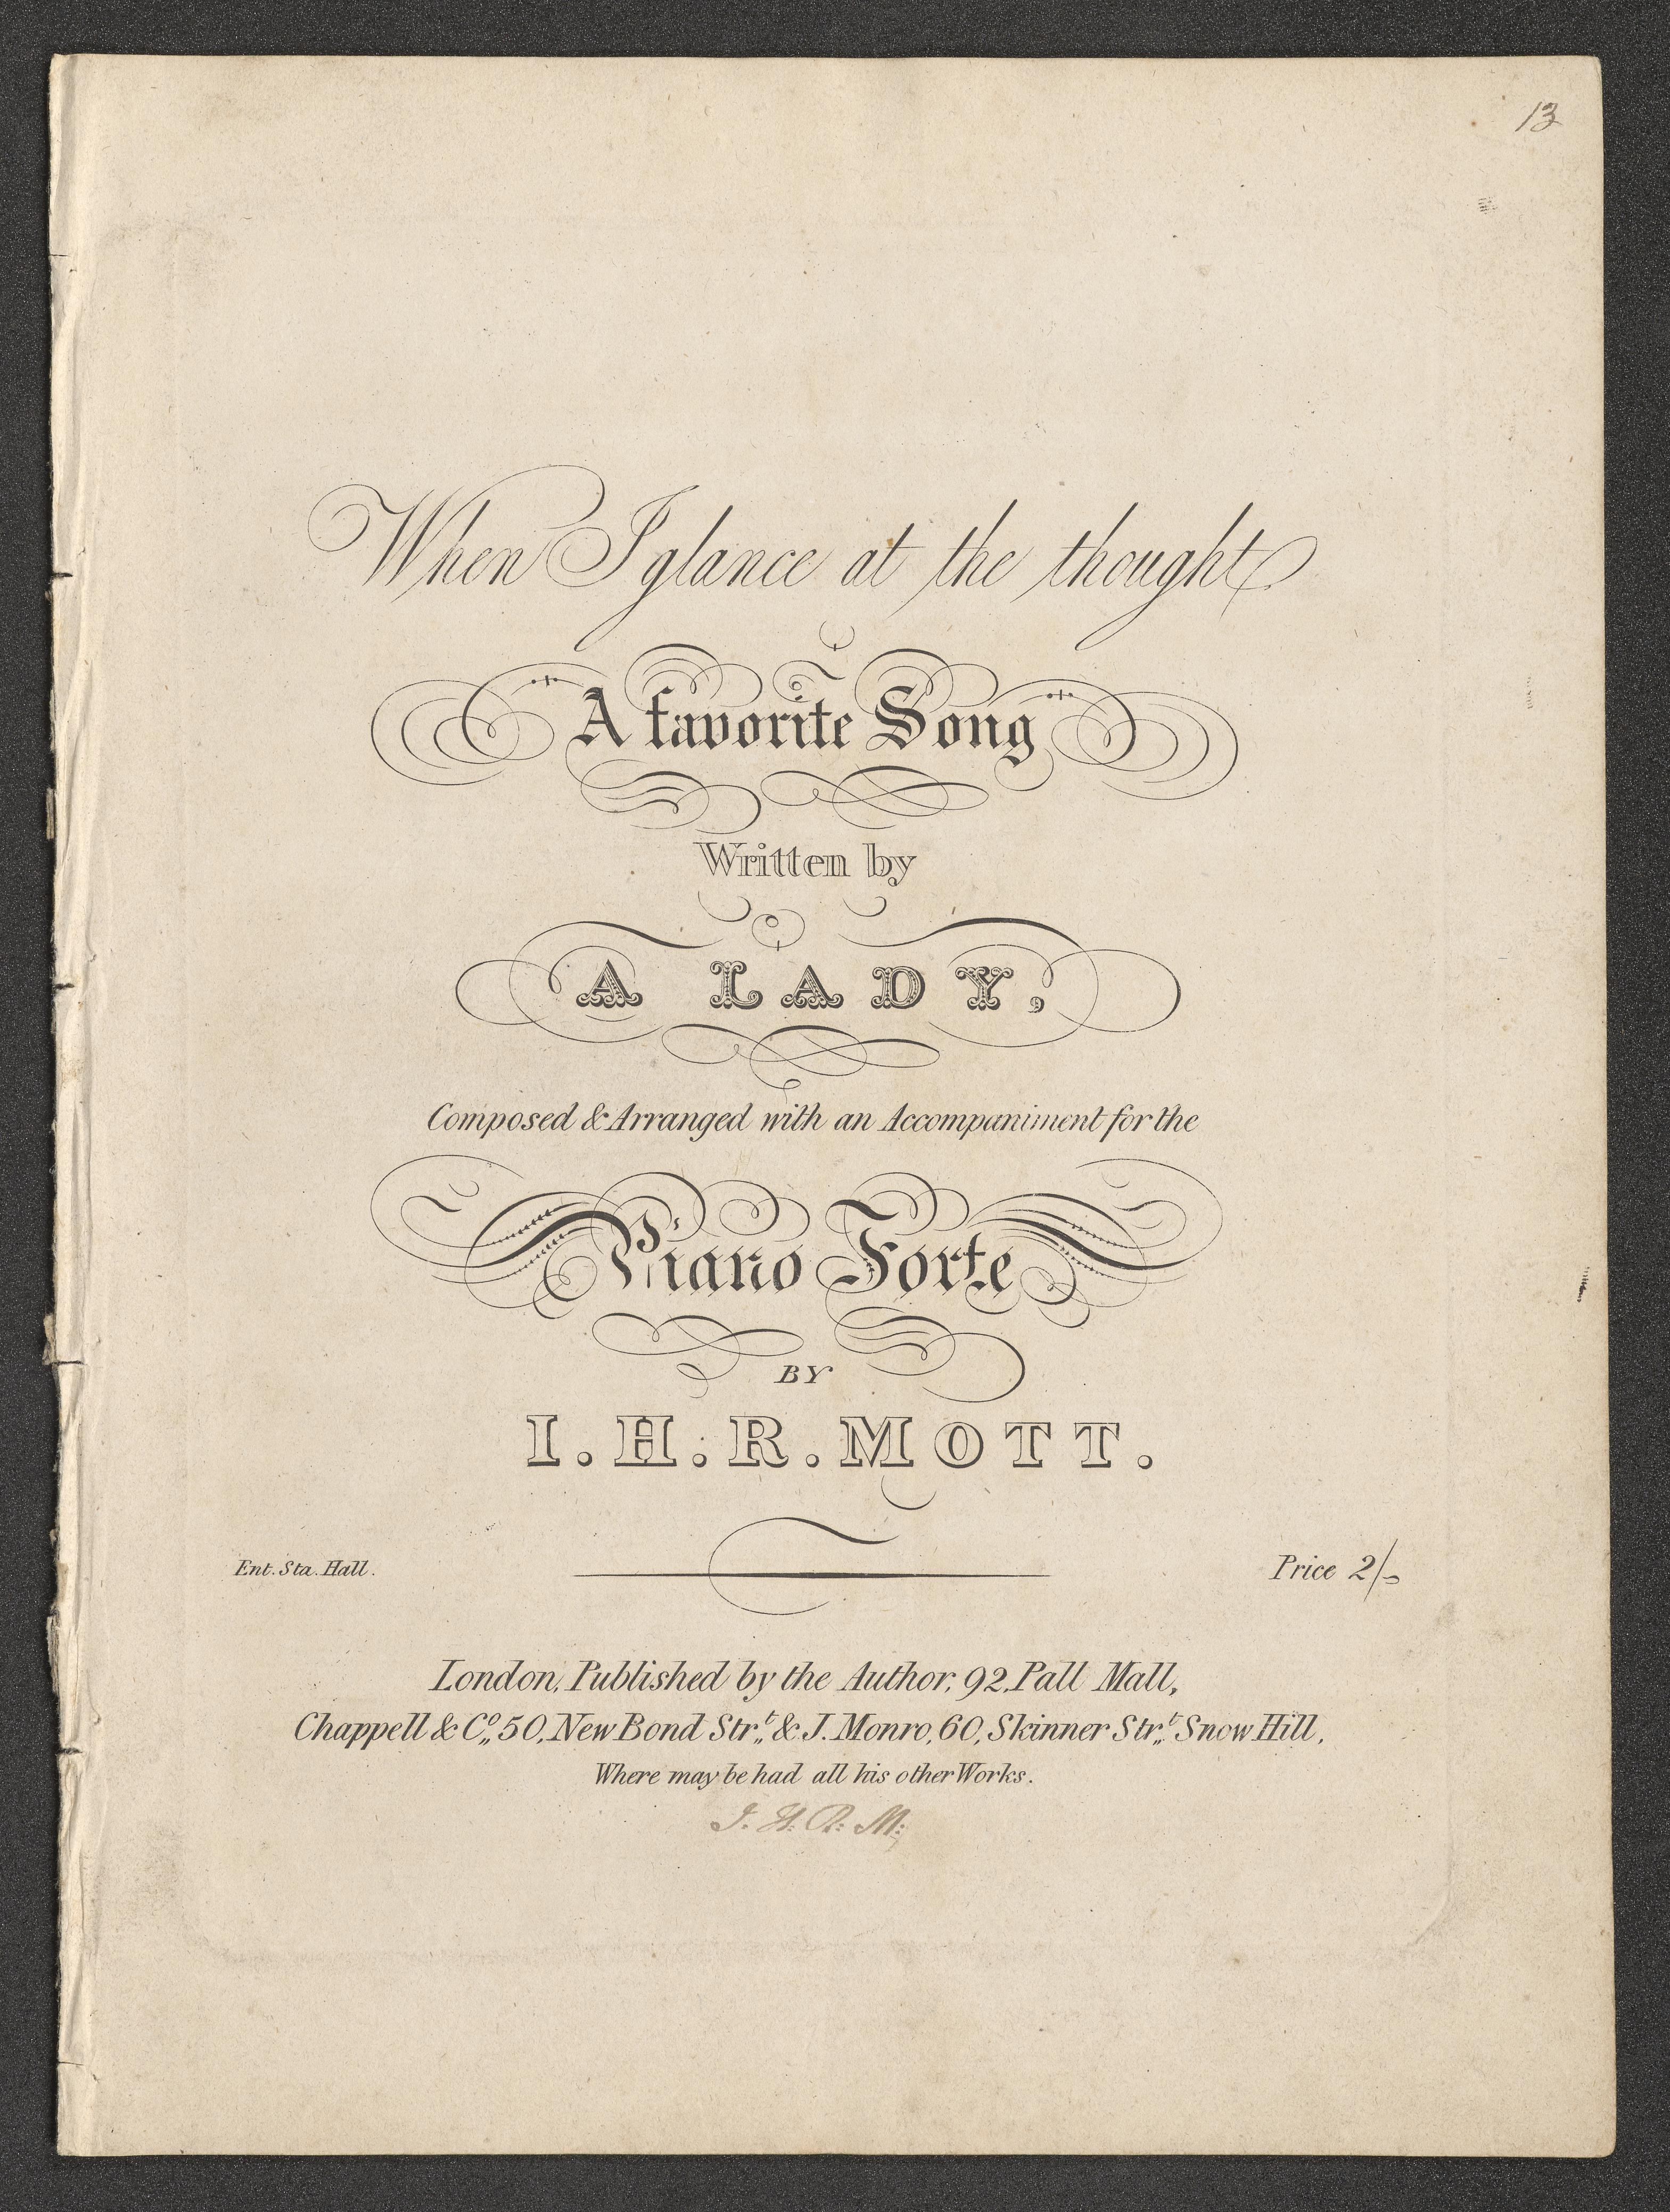 13
When I glance at the thought
A favorite Song
Written by
A LADY,
Composed & Arranged with an Accompaniment for the
Piano Forte
BY
I. H. R. MOTT.
Ent. Sta. Hall.
Price 2/-
London, Published by the Author, 92, Pall Mall,
Chappell & Co., 50, New Bond Strt. & J. Monro, 60, Skinner Strt. Snow Hill,
Where may be had all his other Works.
J. H. R. M: